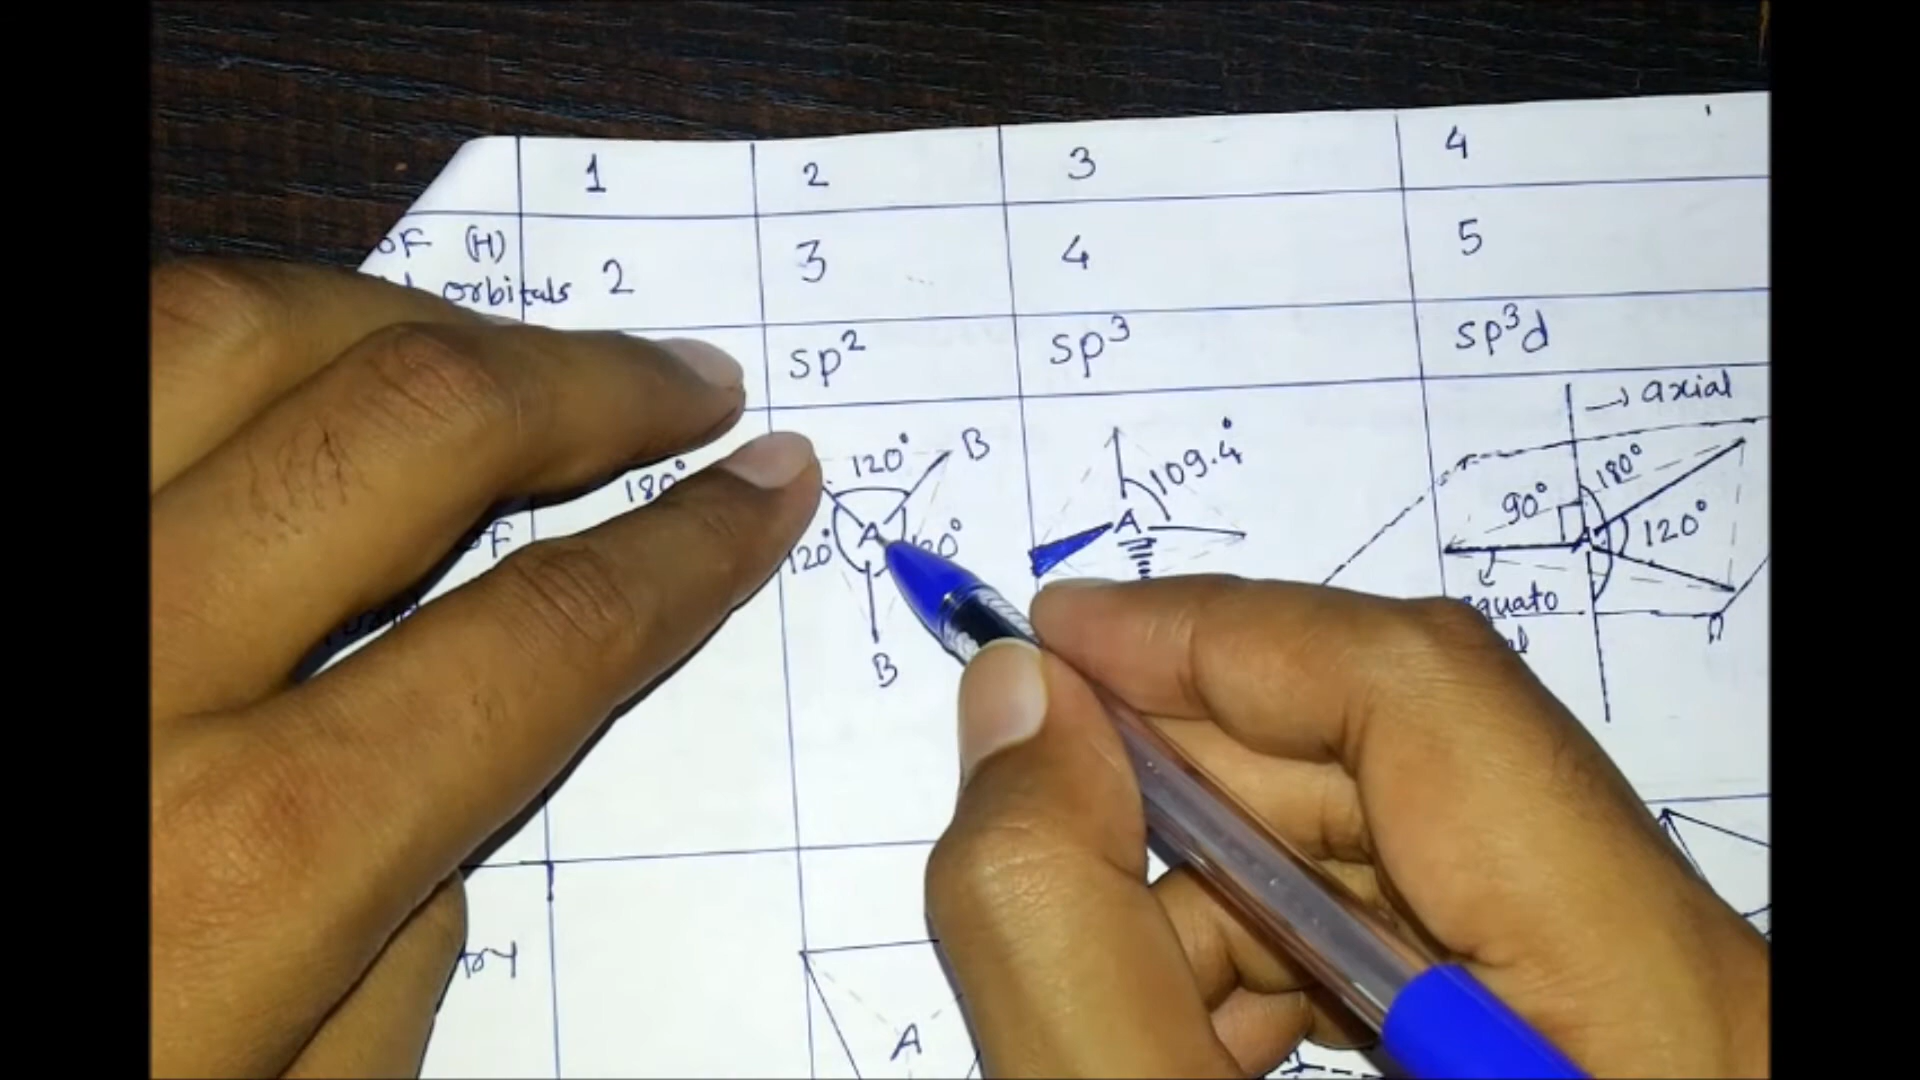 1 2 3 4
OF (H)
orbitals 2 3 4 5
sp² sp³ sp³d
→ axial
120° B 109.4° 180°
180° 90°
A A 120°
120° 120°
B
A